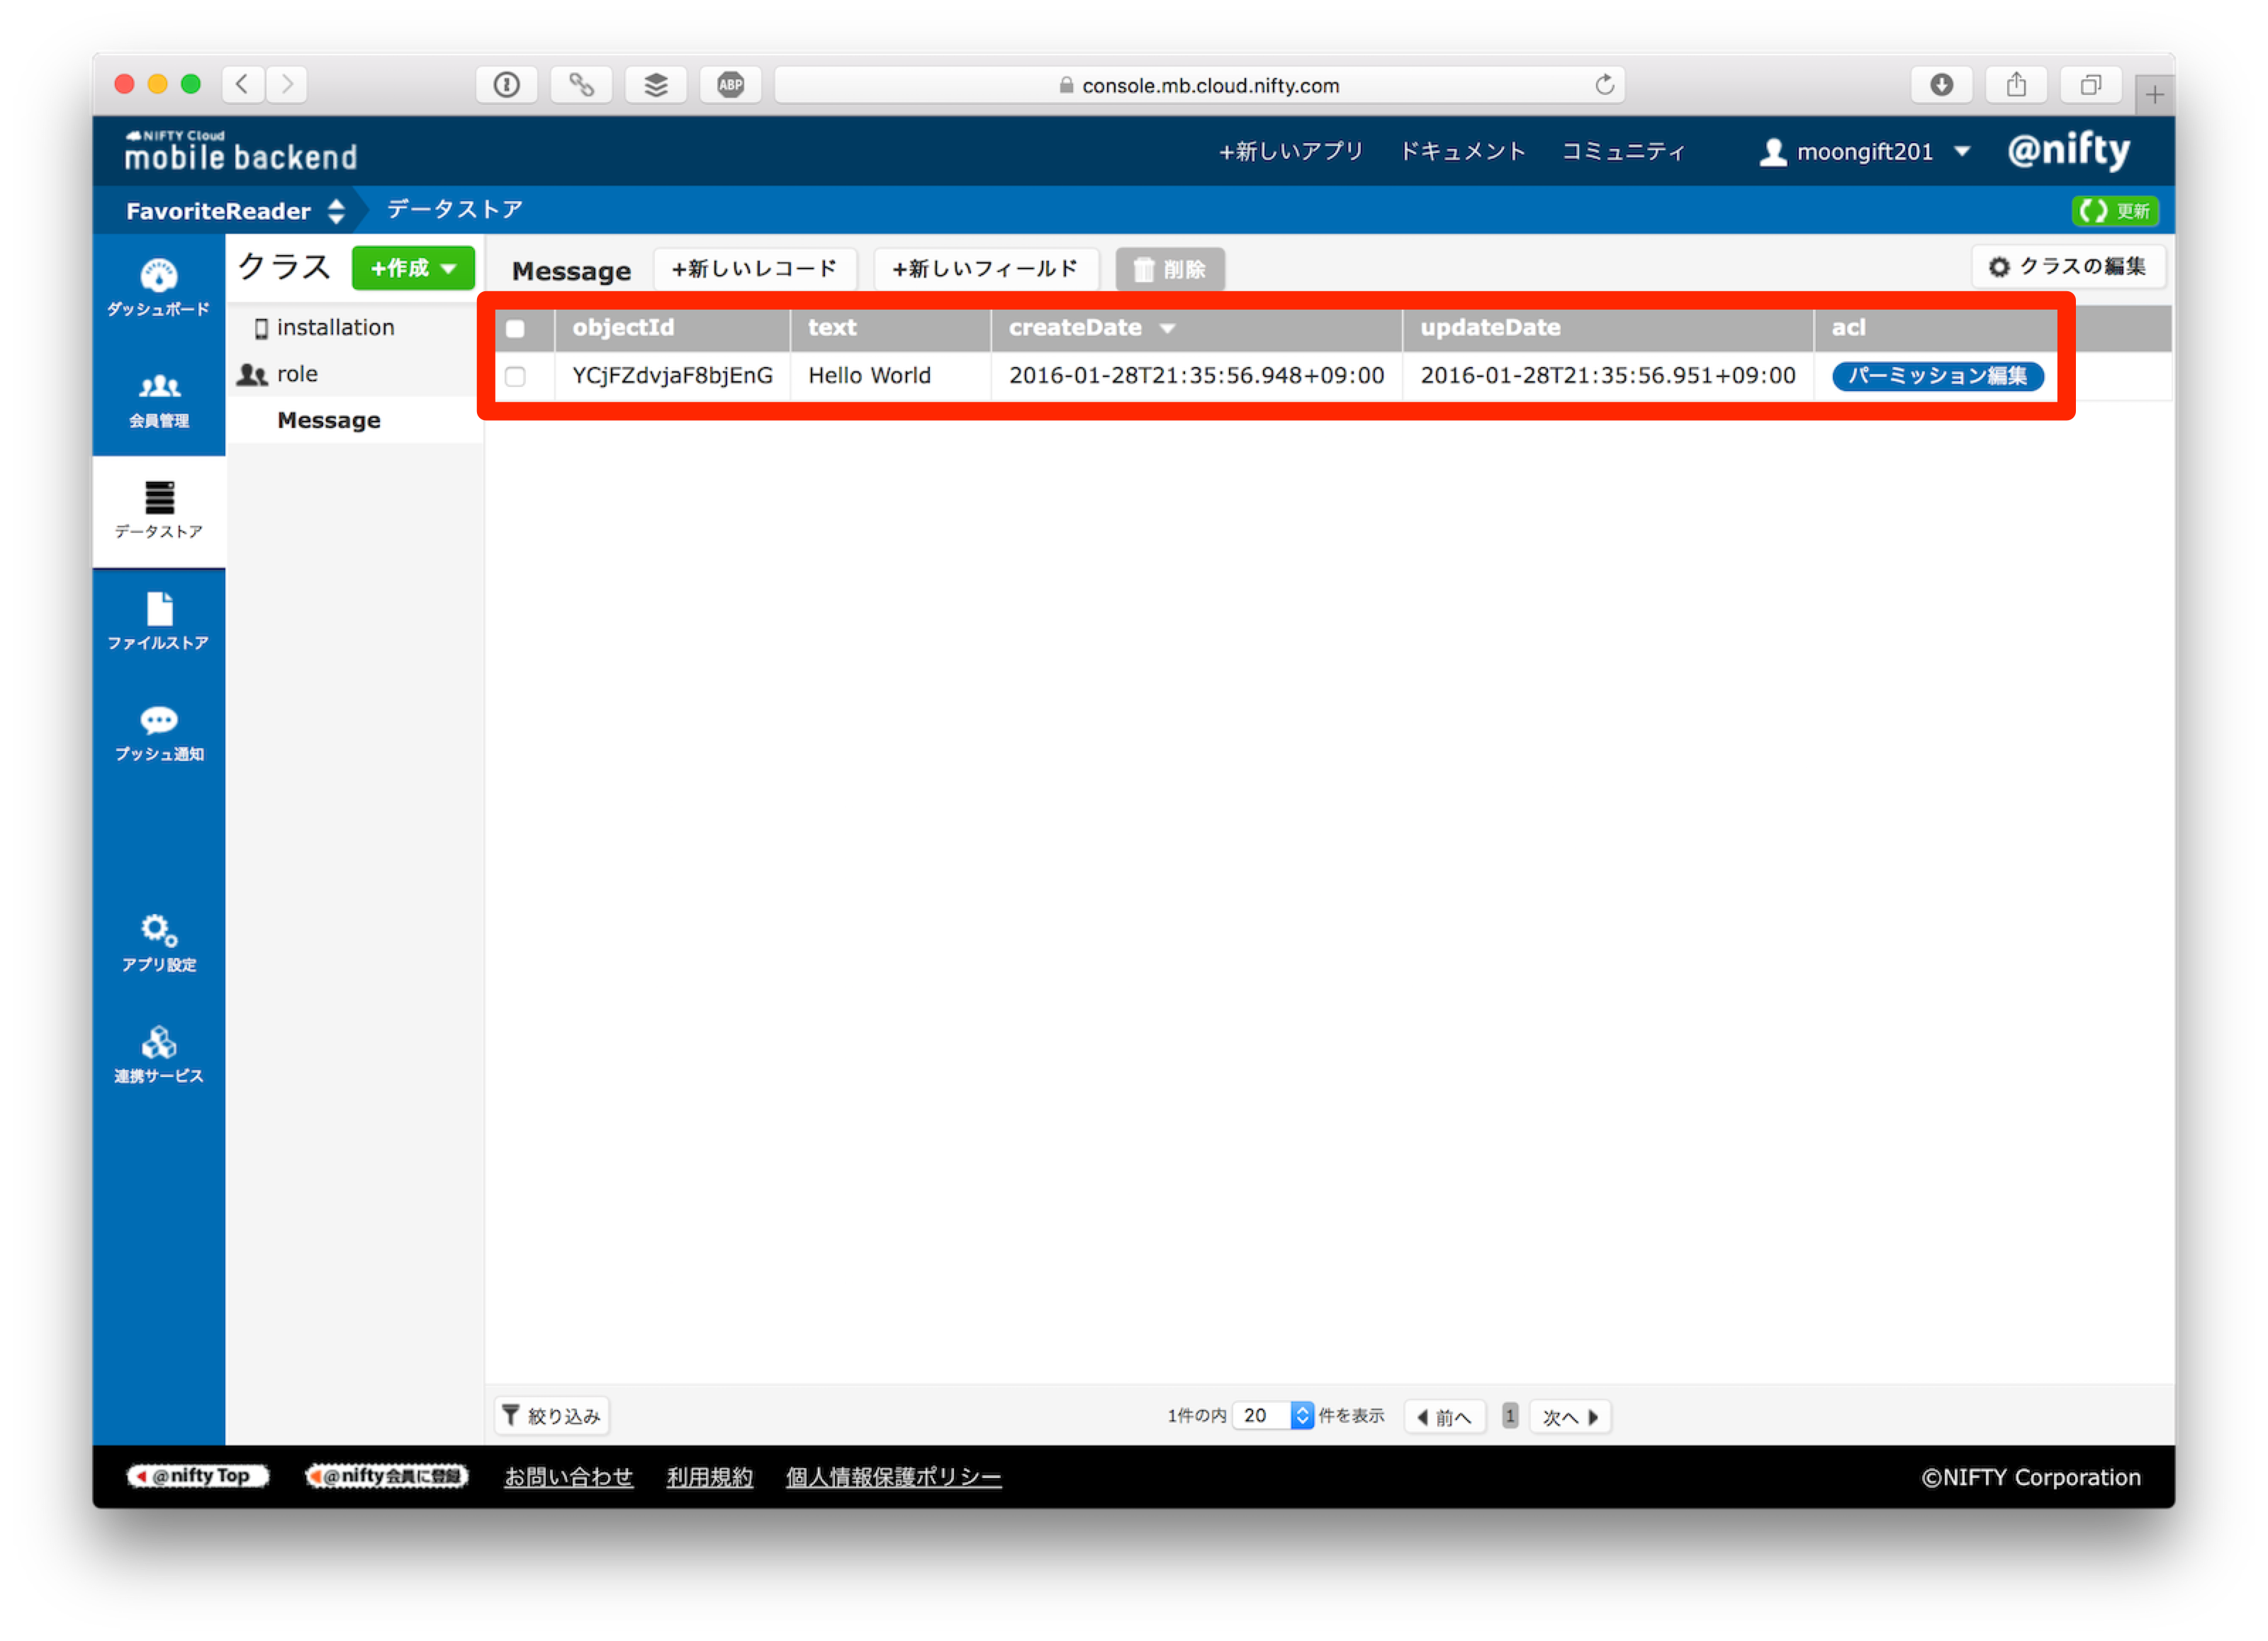 ABP
console.mb.cloud.nifty.com
NIFTY Cloud
mobile backend
+新しいアプリ ドキュメント コミュニティ moongift201 @nifty
FavoriteReader データストア 更新
クラス +作成
installation
role
Message
ダッシュボード
会員管理
データストア
ファイルストア
プッシュ通知
アプリ設定
連携サービス
Message +新しいレコード +新しいフィールド 削除 クラスの編集
objectId text createDate updateDate acl
YCjFZdvjaF8bjEnG Hello World 2016-01-28T21:35:56.948+09:00 2016-01-28T21:35:56.951+09:00 パーミッション編集
絞り込み 1件の内 20 件を表示 前へ 1 次へ
@nifty Top @nifty会員に登録 お問い合わせ 利用規約 個人情報保護ポリシー ©NIFTY Corporation